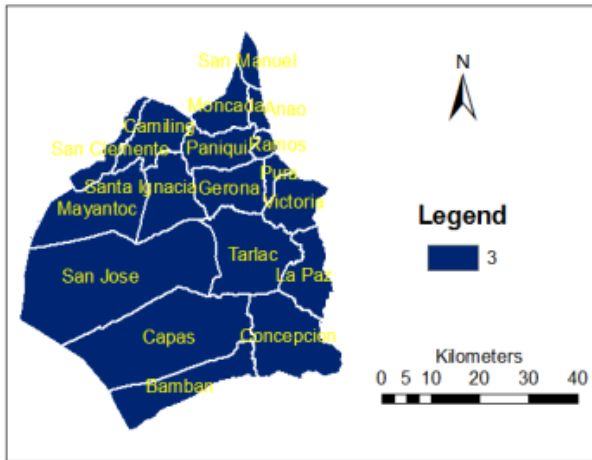 San Manuel
N
Moncada
Anao
Camiling
San Clemente
Paniqui
Ramos
Pura
Santa Ignacia
Gerona
Victoria
Mayantoc
Legend
3
Tarlac
San Jose
La Paz
Capas
Concepcion
Kilometers
Bamban
0 5 10 20 30 40